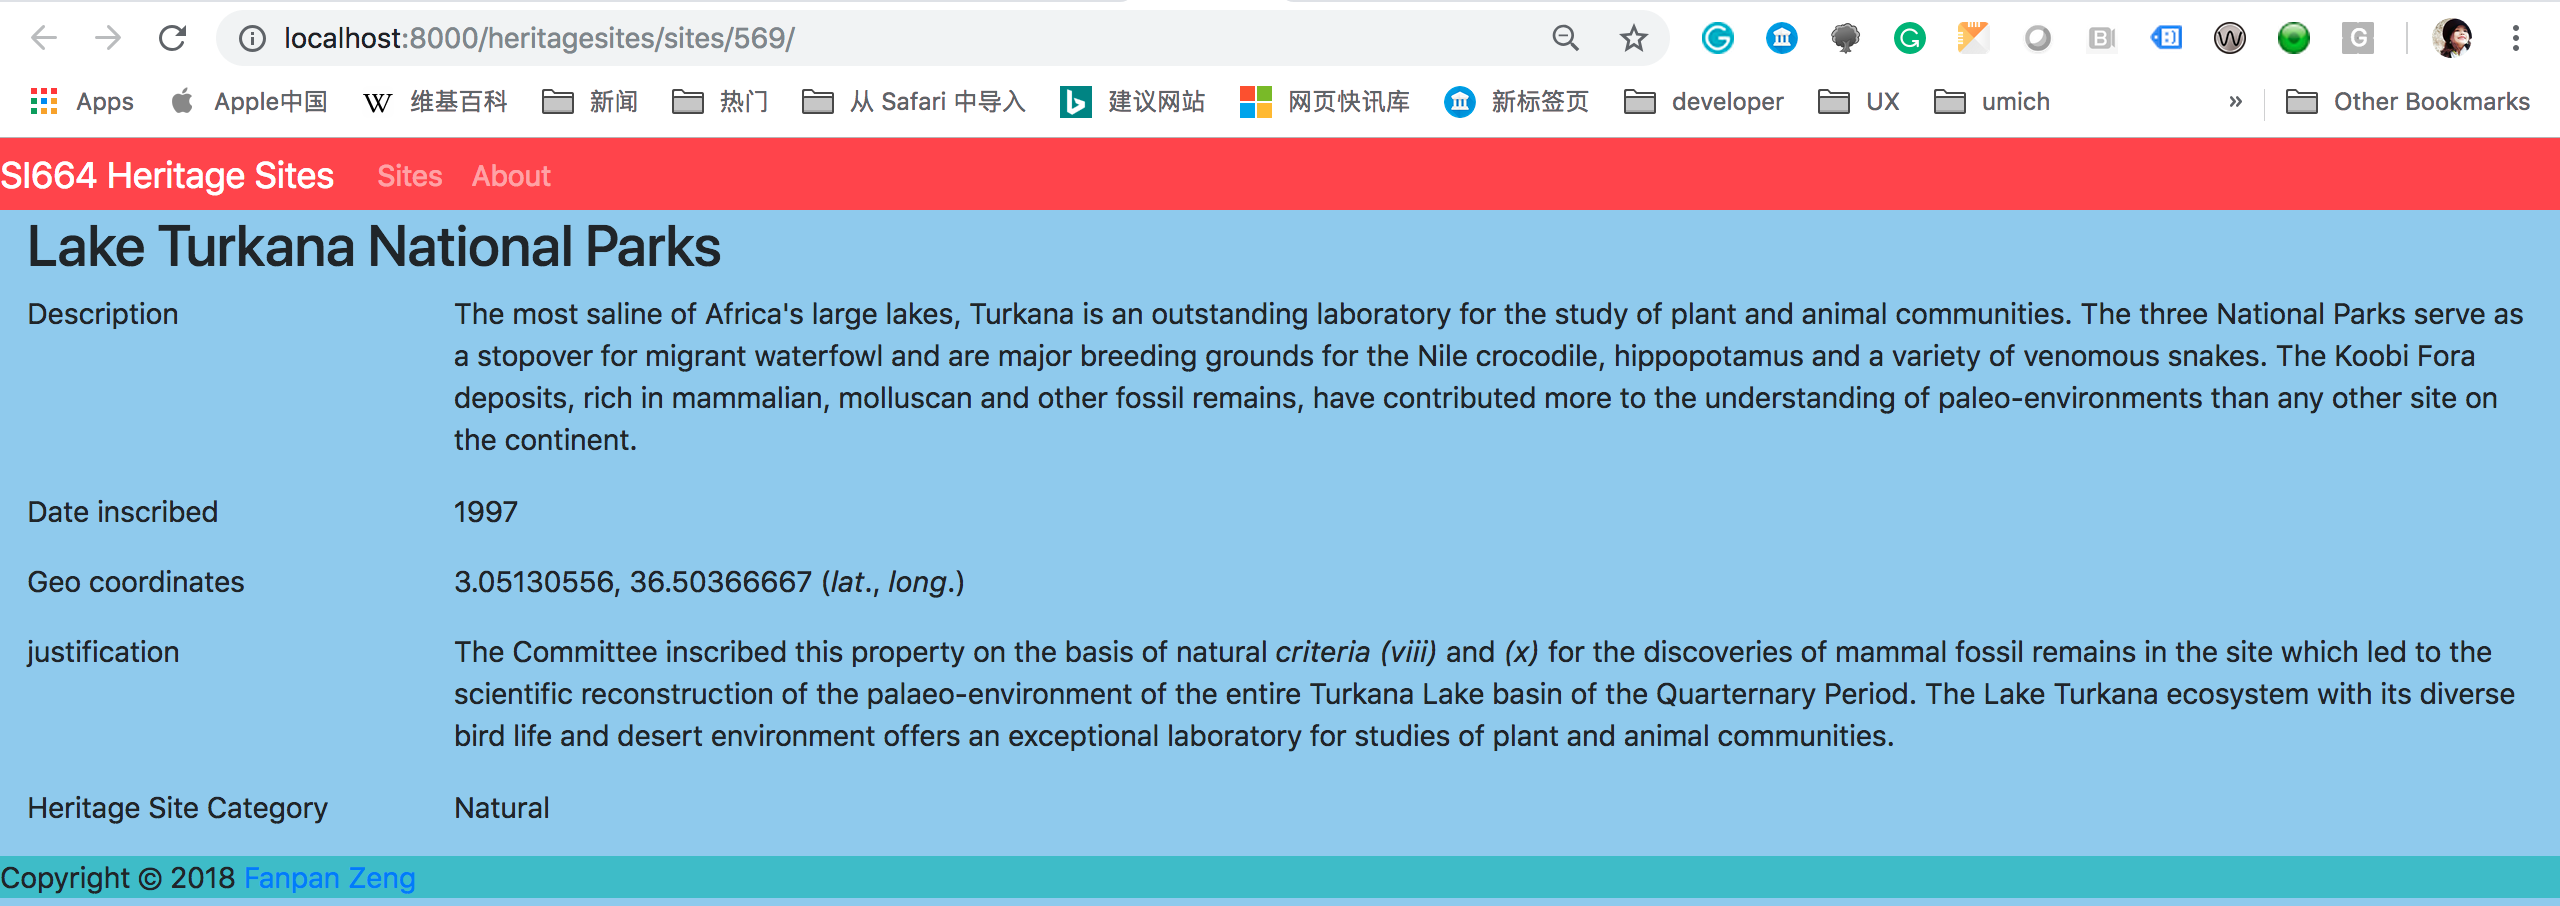 localhost:8000/heritagesites/sites/569/
Apps Apple中国 W 维基百科 新闻 热门 从 Safari 中导入 建议网站 网页快讯库 新标签页 developer UX umich » Other Bookmarks
SI664 Heritage Sites Sites About
Lake Turkana National Parks
Description The most saline of Africa's large lakes, Turkana is an outstanding laboratory for the study of plant and animal communities. The three National Parks serve as
a stopover for migrant waterfowl and are major breeding grounds for the Nile crocodile, hippopotamus and a variety of venomous snakes. The Koobi Fora
deposits, rich in mammalian, molluscan and other fossil remains, have contributed more to the understanding of paleo-environments than any other site on
the continent.
Date inscribed 1997
Geo coordinates 3.05130556, 36.50366667 (lat., long.)
justification The Committee inscribed this property on the basis of natural criteria (viii) and (x) for the discoveries of mammal fossil remains in the site which led to the
scientific reconstruction of the palaeo-environment of the entire Turkana Lake basin of the Quarternary Period. The Lake Turkana ecosystem with its diverse
bird life and desert environment offers an exceptional laboratory for studies of plant and animal communities.
Heritage Site Category Natural
Copyright © 2018 Fanpan Zeng